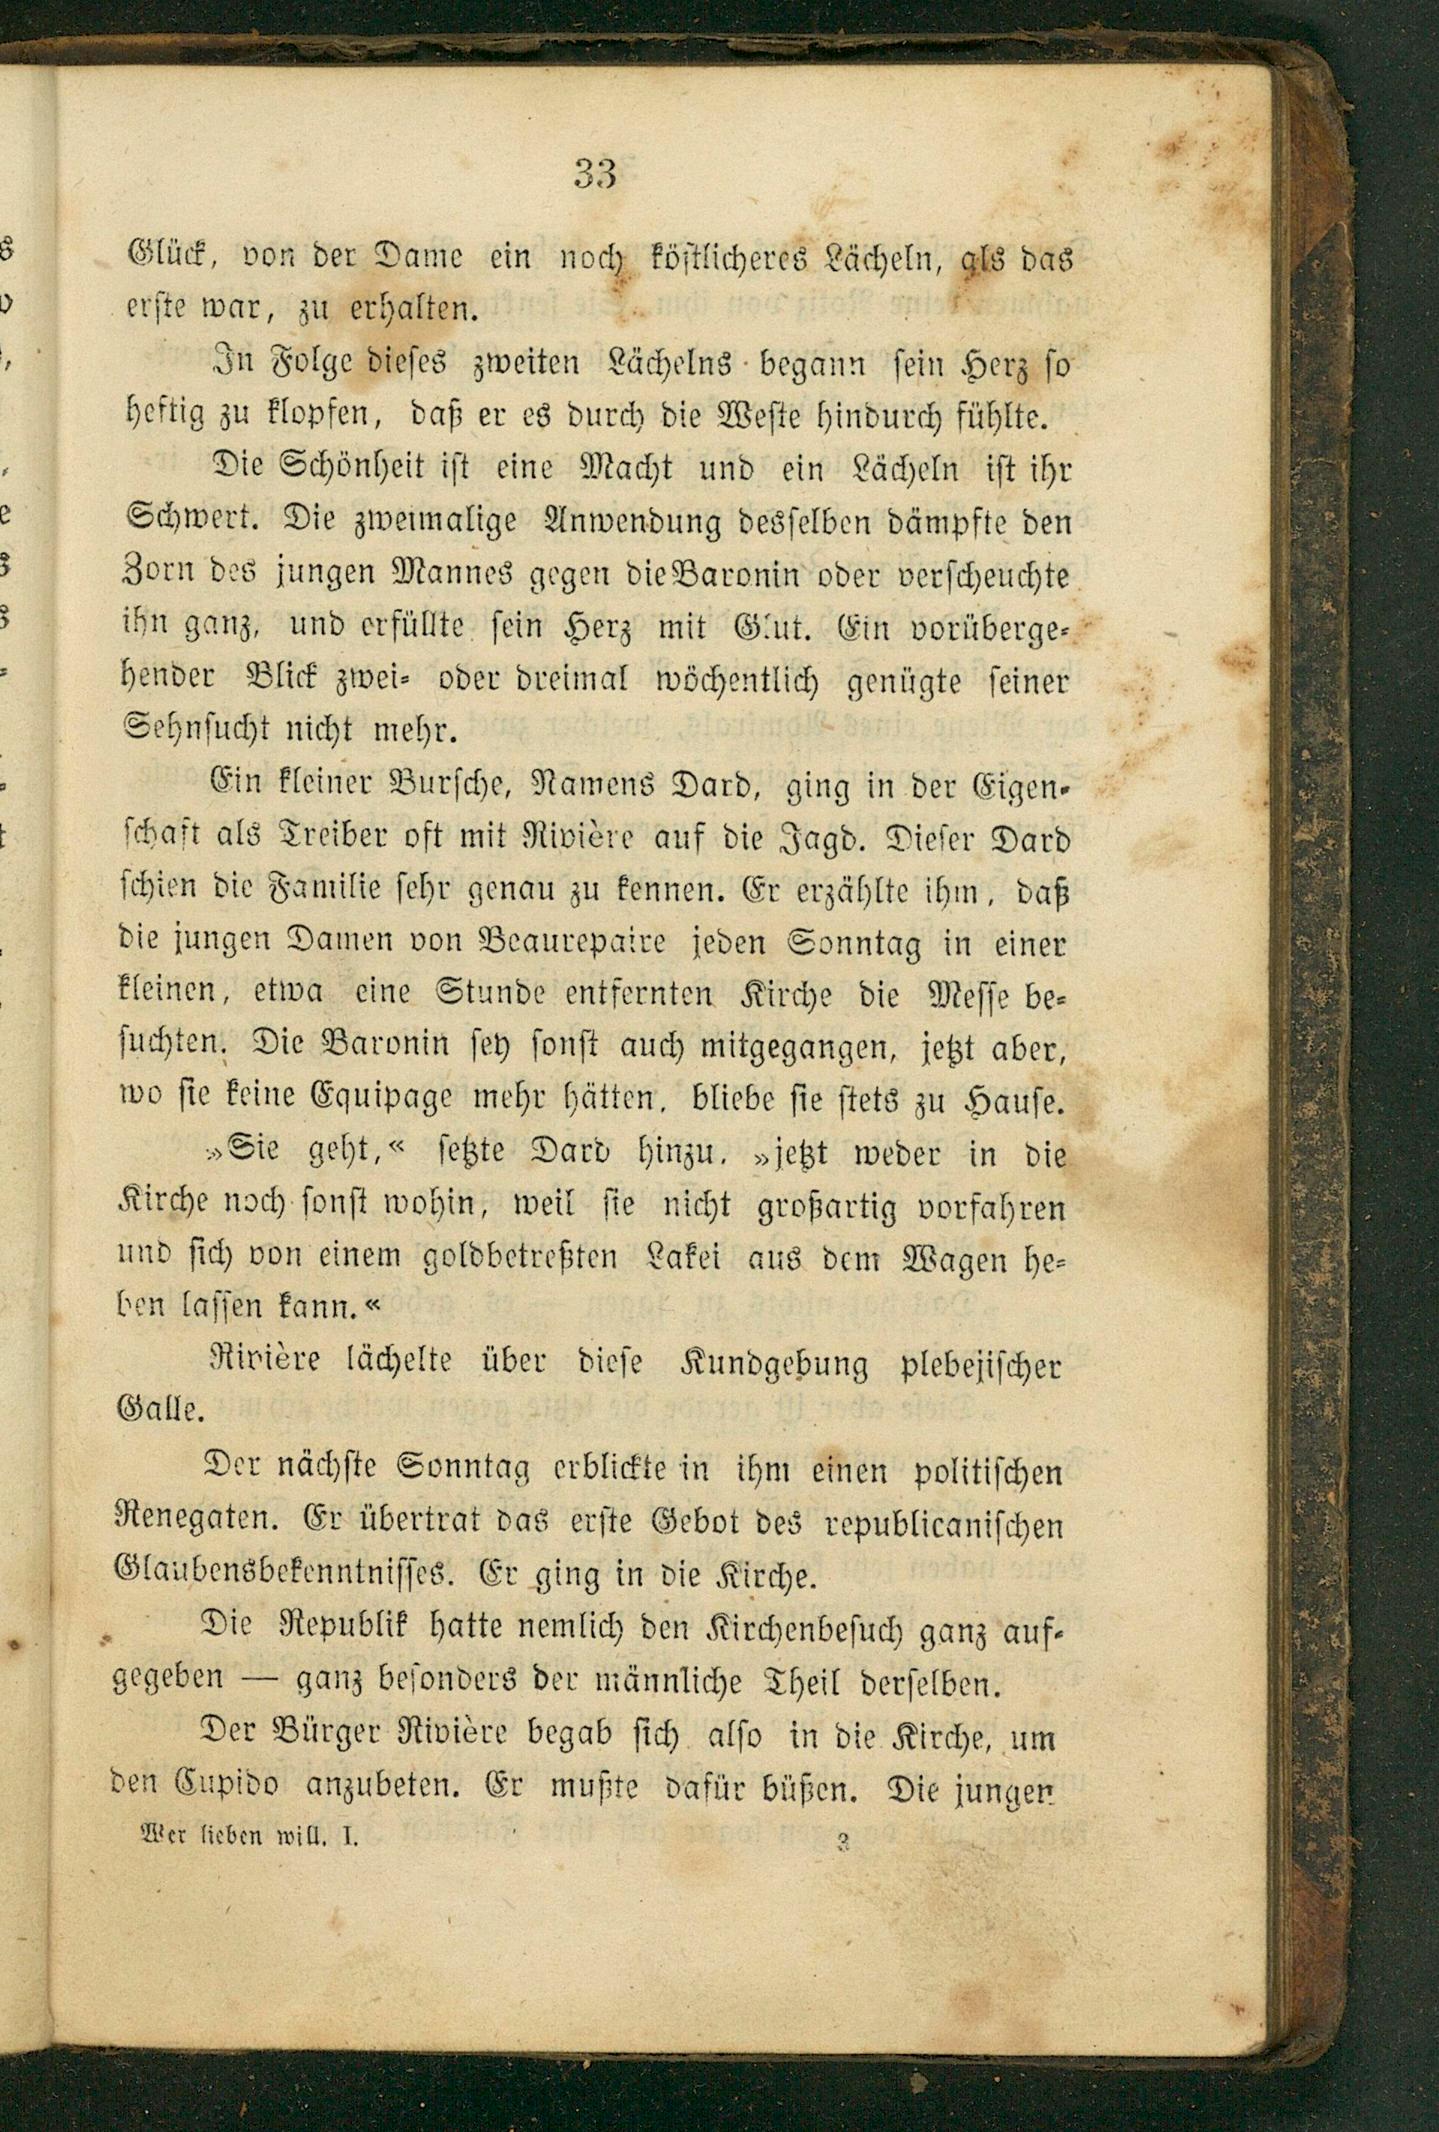 33
Glück, von der Dame ein noch köstlicheres Lächeln, als das
erste war, zu erhalten.
In Folge dieses zweiten Lächelns begann sein Herz so
heftig zu klopfen, daß er es durch die Weste hindurch fühlte.
Die Schönheit ist eine Macht und ein Lächeln ist ihr
Schwert. Die zweimalige Anwendung desselben dämpfte den
Zorn des jungen Mannes gegen die Baronin oder verscheuchte
ihn ganz, und erfüllte sein Herz mit Glut. Ein vorüberge-
hender Blick zwei- oder dreimal wöchentlich genügte seiner
Sehnsucht nicht mehr.
Ein kleiner Bursche, Namens Dard, ging in der Eigen-
schaft als Treiber oft mit Rivière auf die Jagd. Dieser Dard
schien die Familie sehr genau zu kennen. Er erzählte ihm, daß
die jungen Damen von Beaurepaire jeden Sonntag in einer
kleinen, etwa eine Stunde entfernten Kirche die Messe be-
suchten. Die Baronin sey sonst auch mitgegangen, jetzt aber,
wo sie keine Equipage mehr hätten, bliebe sie stets zu Hause.
»Sie geht,« setzte Dard hinzu, »jetzt weder in die
Kirche noch sonst wohin, weil sie nicht großartig vorfahren
und sich von einem goldbetreßten Lakei aus dem Wagen he-
ben lassen kann.«
Rivière lächelte über diese Kundgebung plebejischer
Galle.
Der nächste Sonntag erblickte in ihm einen politischen
Renegaten. Er übertrat das erste Gebot des republicanischen
Glaubensbekenntnisses. Er ging in die Kirche.
Die Republik hatte nemlich den Kirchenbesuch ganz auf-
gegeben — ganz besonders der männliche Theil derselben.
Der Bürger Rivière begab sich also in die Kirche, um
den Cupido anzubeten. Er mußte dafür büßen. Die jungen
Wer lieben will. I. 3